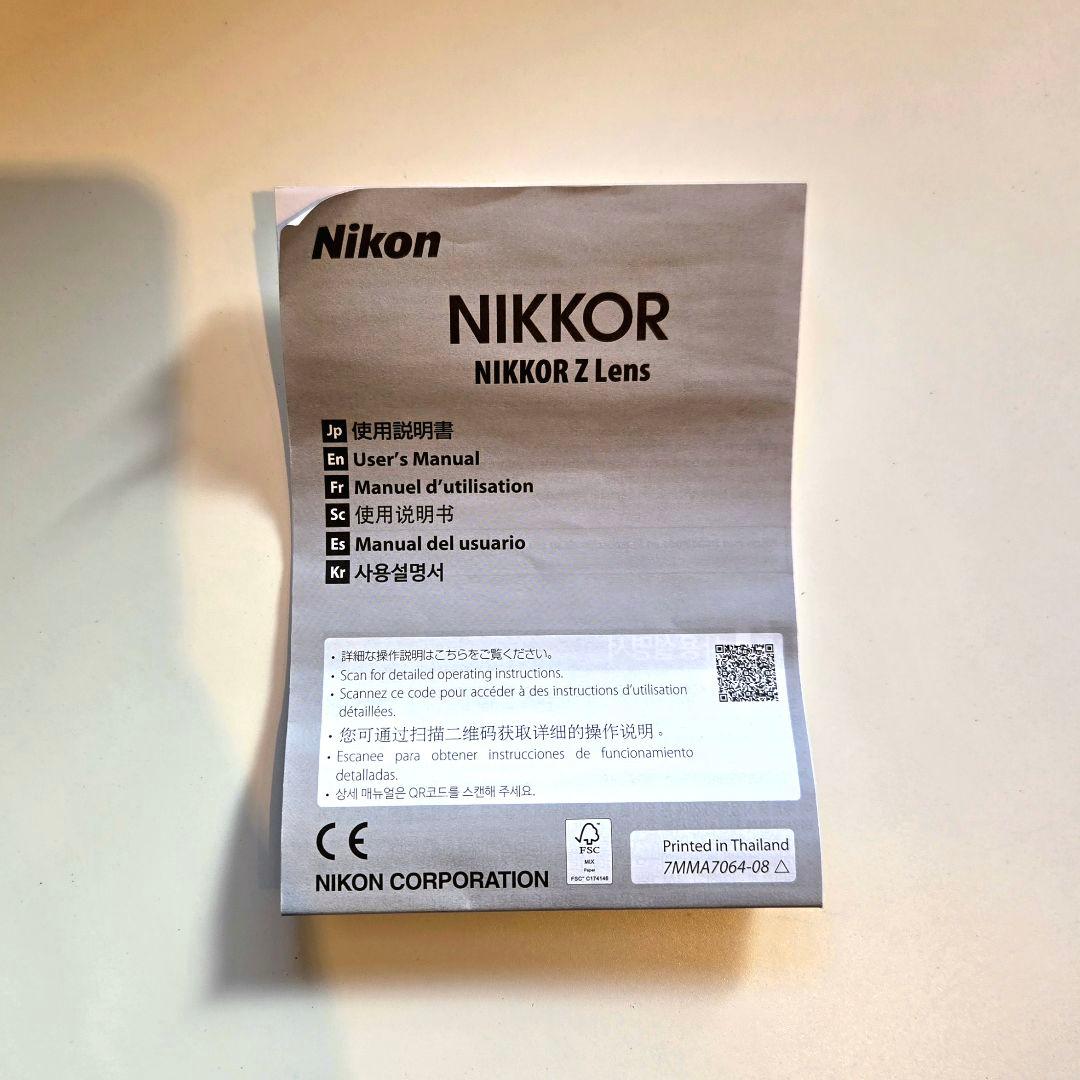 Nikon
NIKKOR
NIKKOR Z Lens
Jp 使用説明書
En User's Manual
Fr Manuel d'utilisation
Sc 使用说明书
Es Manual del usuario
Kr 사용설명서
• 詳細な操作説明はこちらをご覧ください。
• Scan for detailed operating instructions.
• Scannez ce code pour accéder à des instructions d'utilisation
détaillées.
• 您可通过扫描二维码获取详细的操作说明。
• Escanee para obtener instrucciones de funcionamiento
detalladas.
• 상세 매뉴얼은 QR코드를 스캔해 주세요.
CE
NIKON CORPORATION
FSC
MIX
Paper
FSC™ C174146
Printed in Thailand
7MMA7064-08 △